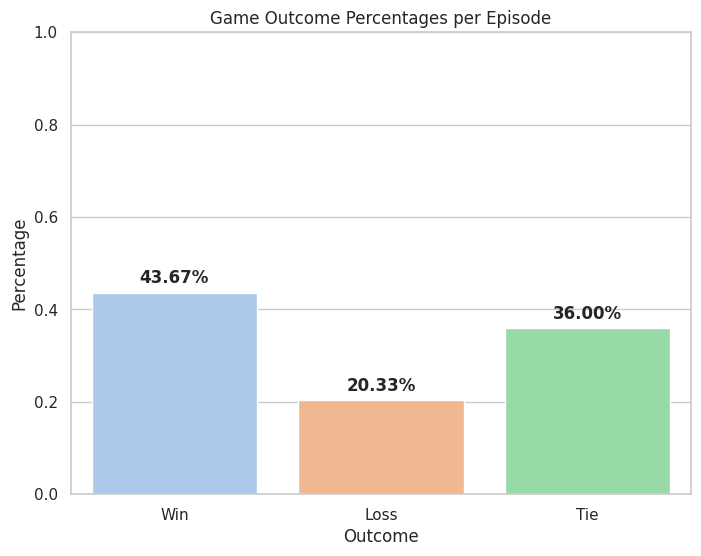 Game Outcome Percentages per Episode
1.0
0.8
0.6
0.4
0.2
0.0
Percentage
43.67%
20.33%
36.00%
Win
Loss
Tie
Outcome